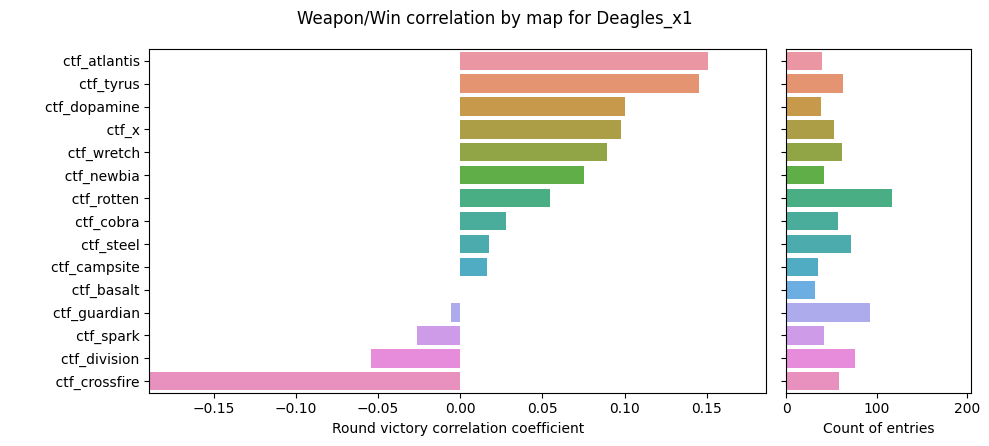 Weapon/Win correlation by map for Deagles_x1
ctf_atlantis
ctf_tyrus
ctf_dopamine
ctf_x
ctf_wretch
ctf_newbia
ctf_rotten
ctf_cobra
ctf_steel
ctf_campsite
ctf_basalt
ctf_guardian
ctf_spark
ctf_division
ctf_crossfire
−0.15 −0.10 −0.05 0.00 0.05 0.10 0.15
Round victory correlation coefficient
0 100 200
Count of entries